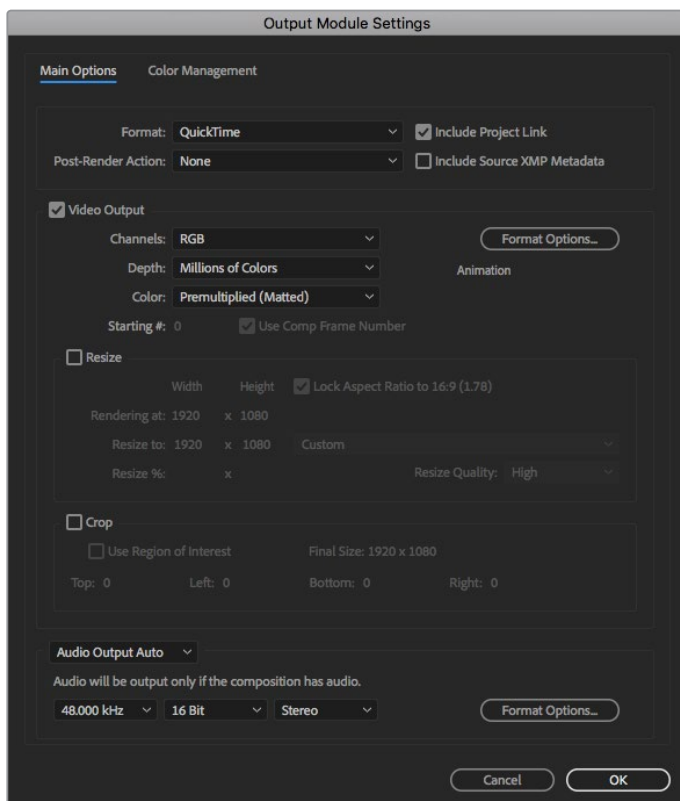 Output Module Settings
Main Options Color Management
Format: QuickTime Include Project Link
Post-Render Action: None Include Source XMP Metadata
Video Output
Channels: RGB Format Options...
Depth: Millions of Colors Animation
Color: Premultiplied (Matted)
Starting #: 0 Use Comp Frame Number
Resize
Width Height Lock Aspect Ratio to 16:9 (1.78)
Rendering at: 1920 x 1080
Resize to: 1920 x 1080 Custom
Resize %: x Resize Quality: High
Crop
Use Region of Interest Final Size: 1920 x 1080
Top: 0 Left: 0 Bottom: 0 Right: 0
Audio Output Auto
Audio will be output only if the composition has audio.
48.000 kHz 16 Bit Stereo Format Options...
Cancel OK